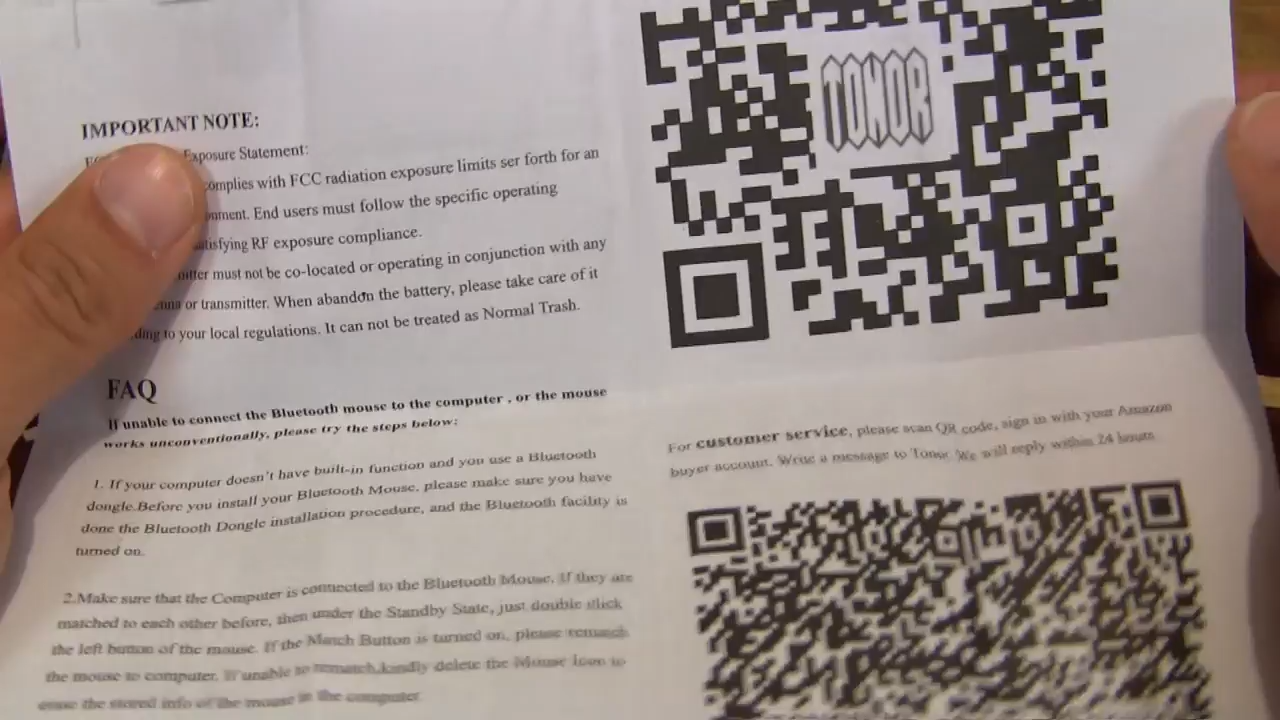 IMPORTANT NOTE:
Exposure Statement:
complies with FCC radiation exposure limits ser forth for an
End users must follow the specific operating
RF exposure compliance.
must not be co-located or operating in conjunction with any
or transmitter. When abandon the battery, please take care of it
to your local regulations. It can not be treated as Normal Trash.
FAQ
If unable to connect the Bluetooth mouse to the computer , or the mouse
works unconventionally, please try the steps below:
1. If your computer doesn't have built-in function and you use a Bluetooth
dongle.Before you install your Bluetooth Mouse, please make sure you have
done the Bluetooth Dongle installation procedure, and the Bluetooth facility is
turned on.
2.Make sure that the Computer is connected to the Bluetooth Mouse. If they are
matched to each other before, then under the Standby State, just double click
the left button of the mouse. If the Match Button is turned on, please rematch
the mouse to computer. If unable to rematch,kindly delete the Mouse Icon to
the stored info of the mouse in the computer
TONOR
For customer service, please scan QR code, sign in with your Amazon
buyer account. Write a message to Tonor. We will reply within 24 hours